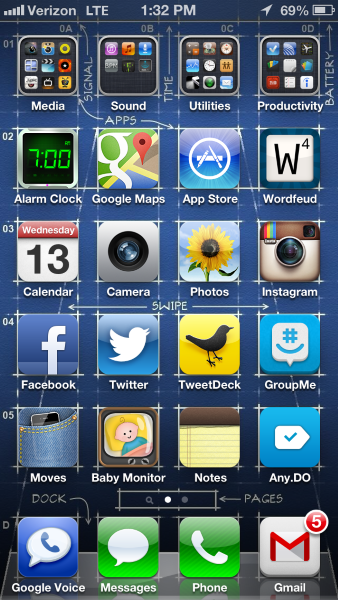 Verizon LTE 1:32 PM 69%
0A 0B 0C 0D
01
Media Sound Utilities Productivity
SIGNAL
TIME
BATTERY
APPS
02
7:00
W4
Alarm Clock Google Maps App Store Wordfeud
03
Wednesday
13
Calendar Camera Photos Instagram
SWIPE
04
Facebook Twitter TweetDeck GroupMe
05
Moves Baby Monitor Notes Any.DO
DOCK
PAGES
D
5
Google Voice Messages Phone Gmail